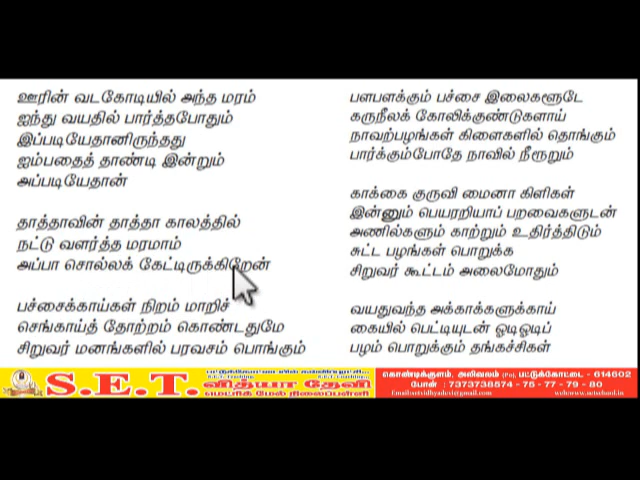 ஊரின் வடகோடியில் அந்த மரம்
ஐந்து வயதில் பார்த்தபோதும்
இப்படியேதானிருந்தது
ஐம்பதைத் தாண்டி இன்றும்
அப்படியேதான்
தாத்தாவின் தாத்தா காலத்தில்
நட்டு வளர்த்த மரமாம்
அப்பா சொல்லக் கேட்டிருக்கிறேன்
பச்சைக்காய்கள் நிறம் மாறிச்
செங்காய்த் தோற்றம் கொண்டதுமே
சிறுவர் மனங்களில் பரவசம் பொங்கும்
பளபளக்கும் பச்சை இலைகளூடே
கருநீலக் கோலிக்குண்டுகளாய்
நாவற்பழங்கள் கிளைகளில் தொங்கும்
பார்க்கும்போதே நாவில் நீரூறும்
காக்கை குருவி மைனா கிளிகள்
இன்னும் பெயரறியாப் பறவைகளுடன்
அணில்களும் காற்றும் உதிர்த்திடும்
சுட்ட பழங்கள் பொறுக்க
சிறுவர் கூட்டம் அலைமோதும்
வயதுவந்த அக்காக்களுக்காய்
கையில் பெட்டியுடன் ஓடிஓடிப்
பழம் பொறுக்கும் தங்கச்சிகள்
S.E.T. வித்யா தேவி
மெட்ரிக் மேல் நிலைப்பள்ளி
கொண்டிக்குளம், அலிவலம் (Po), பட்டுக்கோட்டை - 614602
போன் : 7373738574 - 75 - 77 - 79 - 80